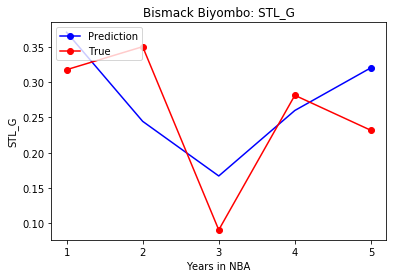 Bismack Biyombo: STL_G
Prediction
True
0.35
0.30
0.25
0.20
0.15
0.10
STL_G
1 2 3 4 5
Years in NBA